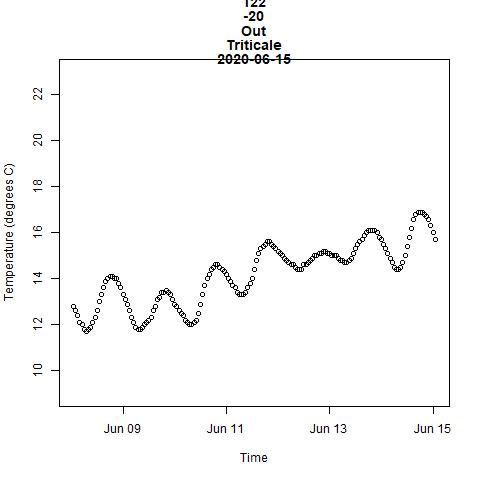 122
-20
Out
Triticale
2020-06-15
Temperature (degrees C)
22
20
18
16
14
12
10
Jun 09
Jun 11
Jun 13
Jun 15
Time